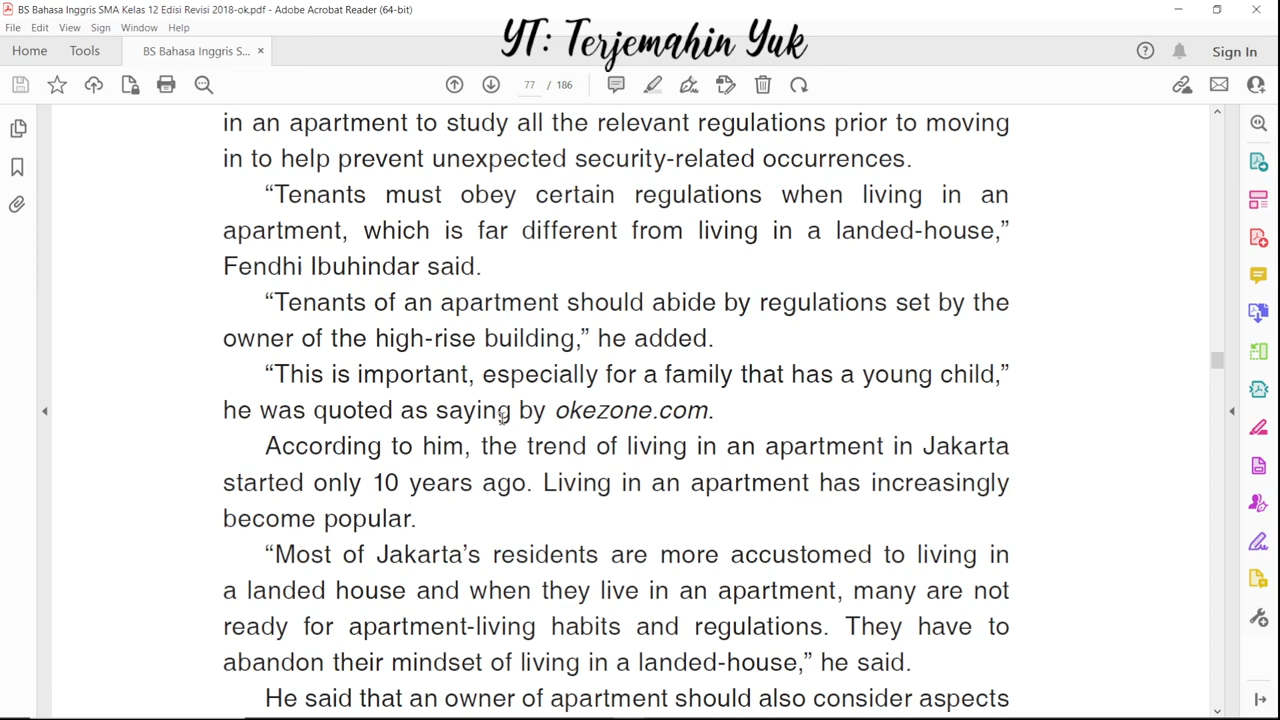 BS Bahasa Inggris SMA Kelas 12 Edisi Revisi 2018-ok.pdf - Adobe Acrobat Reader (64-bit)
File Edit View Sign Window Help
YT: Terjemahin Yuk
Home Tools BS Bahasa Inggris S... × Sign In
77 / 186
in an apartment to study all the relevant regulations prior to moving
in to help prevent unexpected security-related occurrences.
“Tenants must obey certain regulations when living in an
apartment, which is far different from living in a landed-house,”
Fendhi Ibuhindar said.
“Tenants of an apartment should abide by regulations set by the
owner of the high-rise building,” he added.
“This is important, especially for a family that has a young child,”
he was quoted as saying by okezone.com.
According to him, the trend of living in an apartment in Jakarta
started only 10 years ago. Living in an apartment has increasingly
become popular.
“Most of Jakarta’s residents are more accustomed to living in
a landed house and when they live in an apartment, many are not
ready for apartment-living habits and regulations. They have to
abandon their mindset of living in a landed-house,” he said.
He said that an owner of apartment should also consider aspects